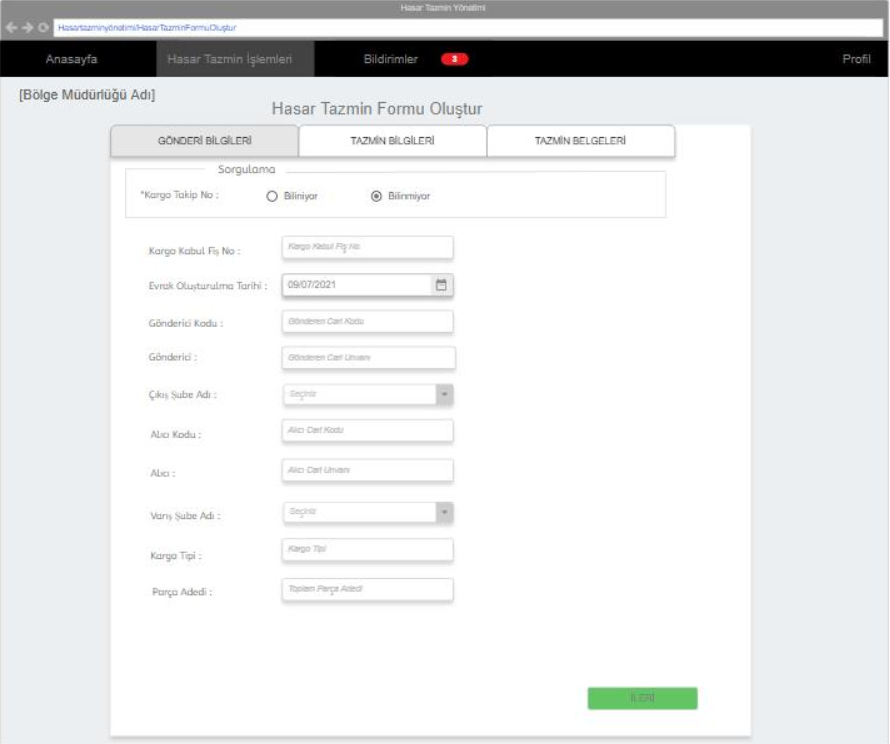 Hasar Tazmin Yönetimi
Hasartazminyönetimi/HasarTazminFormuOluştur
Anasayfa Hasar Tazmin İşlemleri Bildirimler 3 Profil
[Bölge Müdürlüğü Adı]
Hasar Tazmin Formu Oluştur
GÖNDERİ BİLGİLERİ TAZMİN BİLGİLERİ TAZMİN BELGELERİ
Sorgulama
*Kargo Takip No : Biliniyor Bilinmiyor
Kargo Kabul Fiş No : Kargo Kabul Fiş No
Evrak Oluşturulma Tarihi : 09/07/2021
Gönderici Kodu : Gönderen Cari Kodu
Gönderici : Gönderen Cari Unvanı
Çıkış Şube Adı : Seçiniz
Alıcı Kodu : Alıcı Cari Kodu
Alıcı : Alıcı Cari Unvanı
Varış Şube Adı : Seçiniz
Kargo Tipi : Kargo Tipi
Parça Adedi : Toplam Parça Adedi
İLERİ